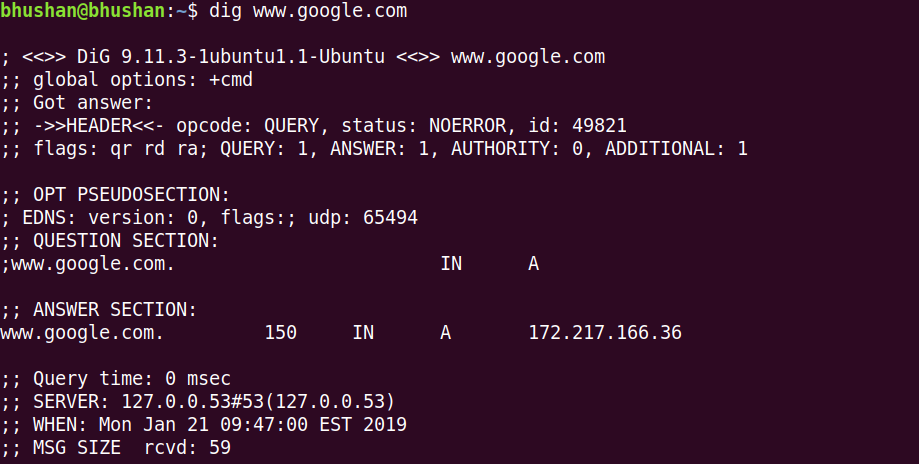 bhushan@bhushan:~$ dig www.google.com
; <<>> DiG 9.11.3-1ubuntu1.1-Ubuntu <<>> www.google.com
;; global options: +cmd
;; Got answer:
;; ->>HEADER<<- opcode: QUERY, status: NOERROR, id: 49821
;; flags: qr rd ra; QUERY: 1, ANSWER: 1, AUTHORITY: 0, ADDITIONAL: 1
;; OPT PSEUDOSECTION:
; EDNS: version: 0, flags:; udp: 65494
;; QUESTION SECTION:
;www.google.com. IN A
;; ANSWER SECTION:
www.google.com. 150 IN A 172.217.166.36
;; Query time: 0 msec
;; SERVER: 127.0.0.53#53(127.0.0.53)
;; WHEN: Mon Jan 21 09:47:00 EST 2019
;; MSG SIZE  rcvd: 59